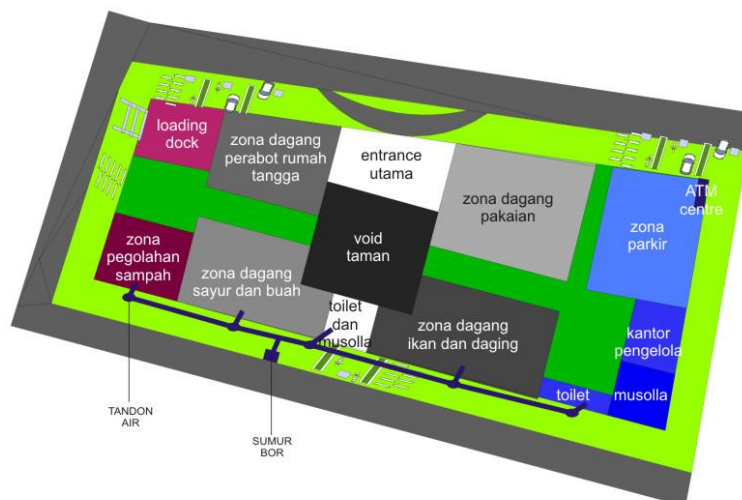 loading
dock
zona dagang
perabot rumah
tangga
entrance
utama
zona dagang
pakaian
ATM
centre
zona
parkir
zona
pegolahan
sampah
zona dagang
sayur dan buah
void
taman
toilet
dan
musolla
zona dagang
ikan dan daging
kantor
pengelola
toilet
musolla
TANDON
AIR
SUMUR
BOR